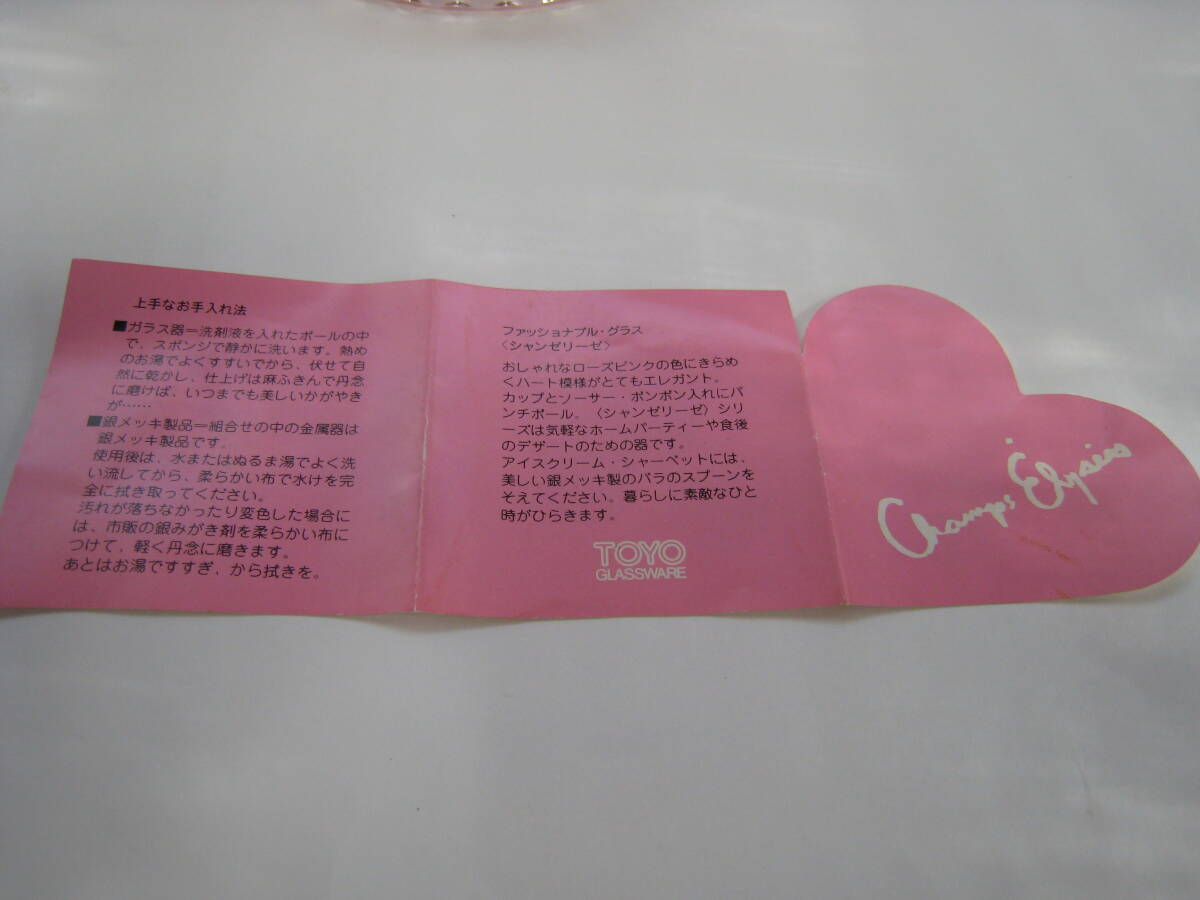 上手なお手入れ法
■ガラス器＝洗剤液を入れたボールの中
で、スポンジで静かに洗います。熱め
のお湯でよくすすいでから、伏せて自
然に乾かし、仕上げは麻ふきんで丹念
に磨けば、いつまでも美しいかがやき
が……
■銀メッキ製品＝組合せの中の金属器は
銀メッキ製品です。
使用後は、水またはぬるま湯でよく洗
い流してから、柔らかい布で水けを完
全に拭き取ってください。
汚れが落ちなかったり変色した場合に
は、市販の銀みがき剤を柔らかい布に
つけて、軽く丹念に磨きます。
あとはお湯ですすぎ、から拭きを。
ファッショナブル・グラス
〈シャンゼリーゼ〉
おしゃれなローズピンクの色にきらめ
くハート模様がとてもエレガント。
カップとソーサー・ボンボン入れにパ
ンチボール。〈シャンゼリーゼ〉シリ
ーズは気軽なホームパーティーや食後
のデザートのための器です。
アイスクリーム・シャーベットには、
美しい銀メッキ製のバラのスプーンを
そえてください。暮らしに素敵なひと
時がひらきます。
TOYO
GLASSWARE
Champs Élysées